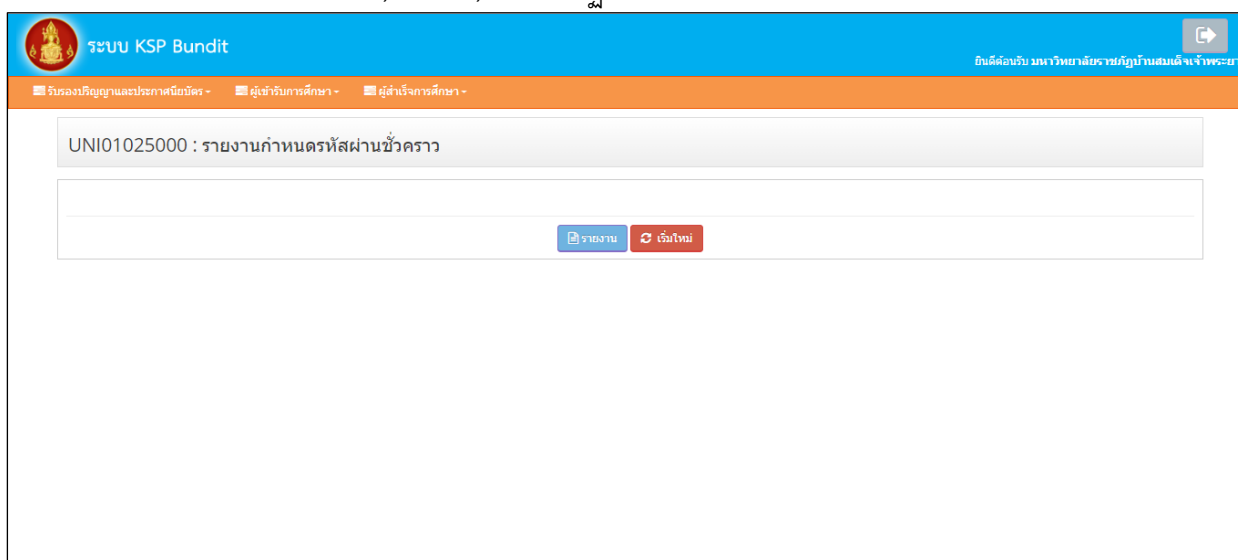 ระบบ KSP Bundit
ยินดีต้อนรับ มหาวิทยาลัยราชภัฏบ้านสมเด็จเจ้าพระยา
รับรองปริญญาและประกาศนียบัตร ผู้เข้ารับการศึกษา ผู้สำเร็จการศึกษา
UNI01025000 : รายงานกำหนดรหัสผ่านชั่วคราว
รายงาน เริ่มใหม่